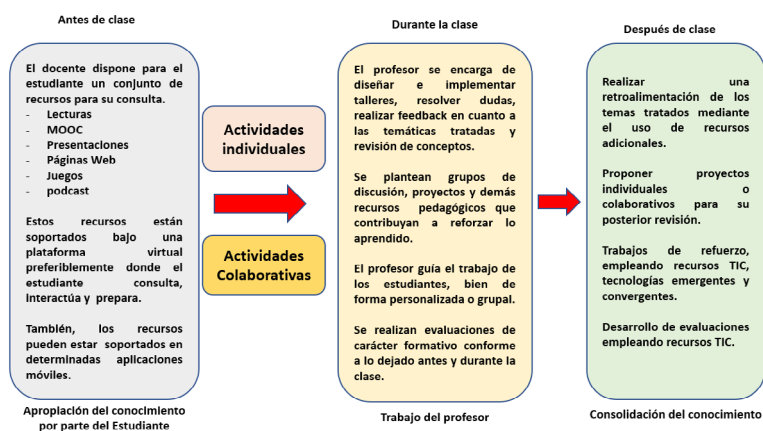 Antes de clase
El docente dispone para el
estudiante un conjunto de
recursos para su consulta.
- Lecturas
- MOOC
- Presentaciones
- Páginas Web
- Juegos
- podcast
Estos recursos están
soportados bajo una
plataforma virtual
preferiblemente donde el
estudiante consulta,
Interactúa y prepara.
También, los recursos
pueden estar soportados en
determinadas aplicaciones
móviles.
Apropiación del conocimiento
por parte del Estudiante
Actividades
individuales
Actividades
Colaborativas
Durante la clase
El profesor se encarga de
diseñar e implementar
talleres, resolver dudas,
realizar feedback en cuanto a
las temáticas tratadas y
revisión de conceptos.
Se plantean grupos de
discusión, proyectos y demás
recursos pedagógicos que
contribuyan a reforzar lo
aprendido.
El profesor guía el trabajo de
los estudiantes, bien de
forma personalizada o grupal.
Se realizan evaluaciones de
carácter formativo conforme
a lo dejado antes y durante la
clase.
Trabajo del profesor
Después de clase
Realizar una
retroalimentación de los
temas tratados mediante
el uso de recursos
adicionales.
Proponer proyectos
individuales o
colaborativos para su
posterior revisión.
Trabajos de refuerzo,
empleando recursos TIC,
tecnologías emergentes y
convergentes.
Desarrollo de evaluaciones
empleando recursos TIC.
Consolidación del conocimiento